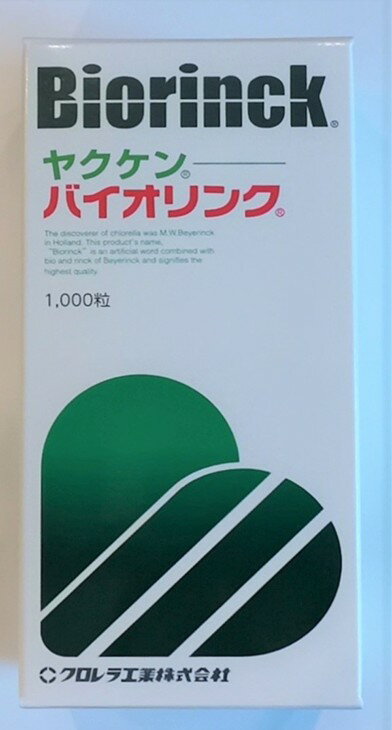 Biorinck®
ヤクケン®
バイオリンク®
The discoverer of chlorella was M.W.Beyerinck
in Holland. This product's name,
"Biorinck" is an artificial word combined with
bio and rinck of Beyerinck and signifies the
highest quality.
1,000粒
クロレラ工業株式会社